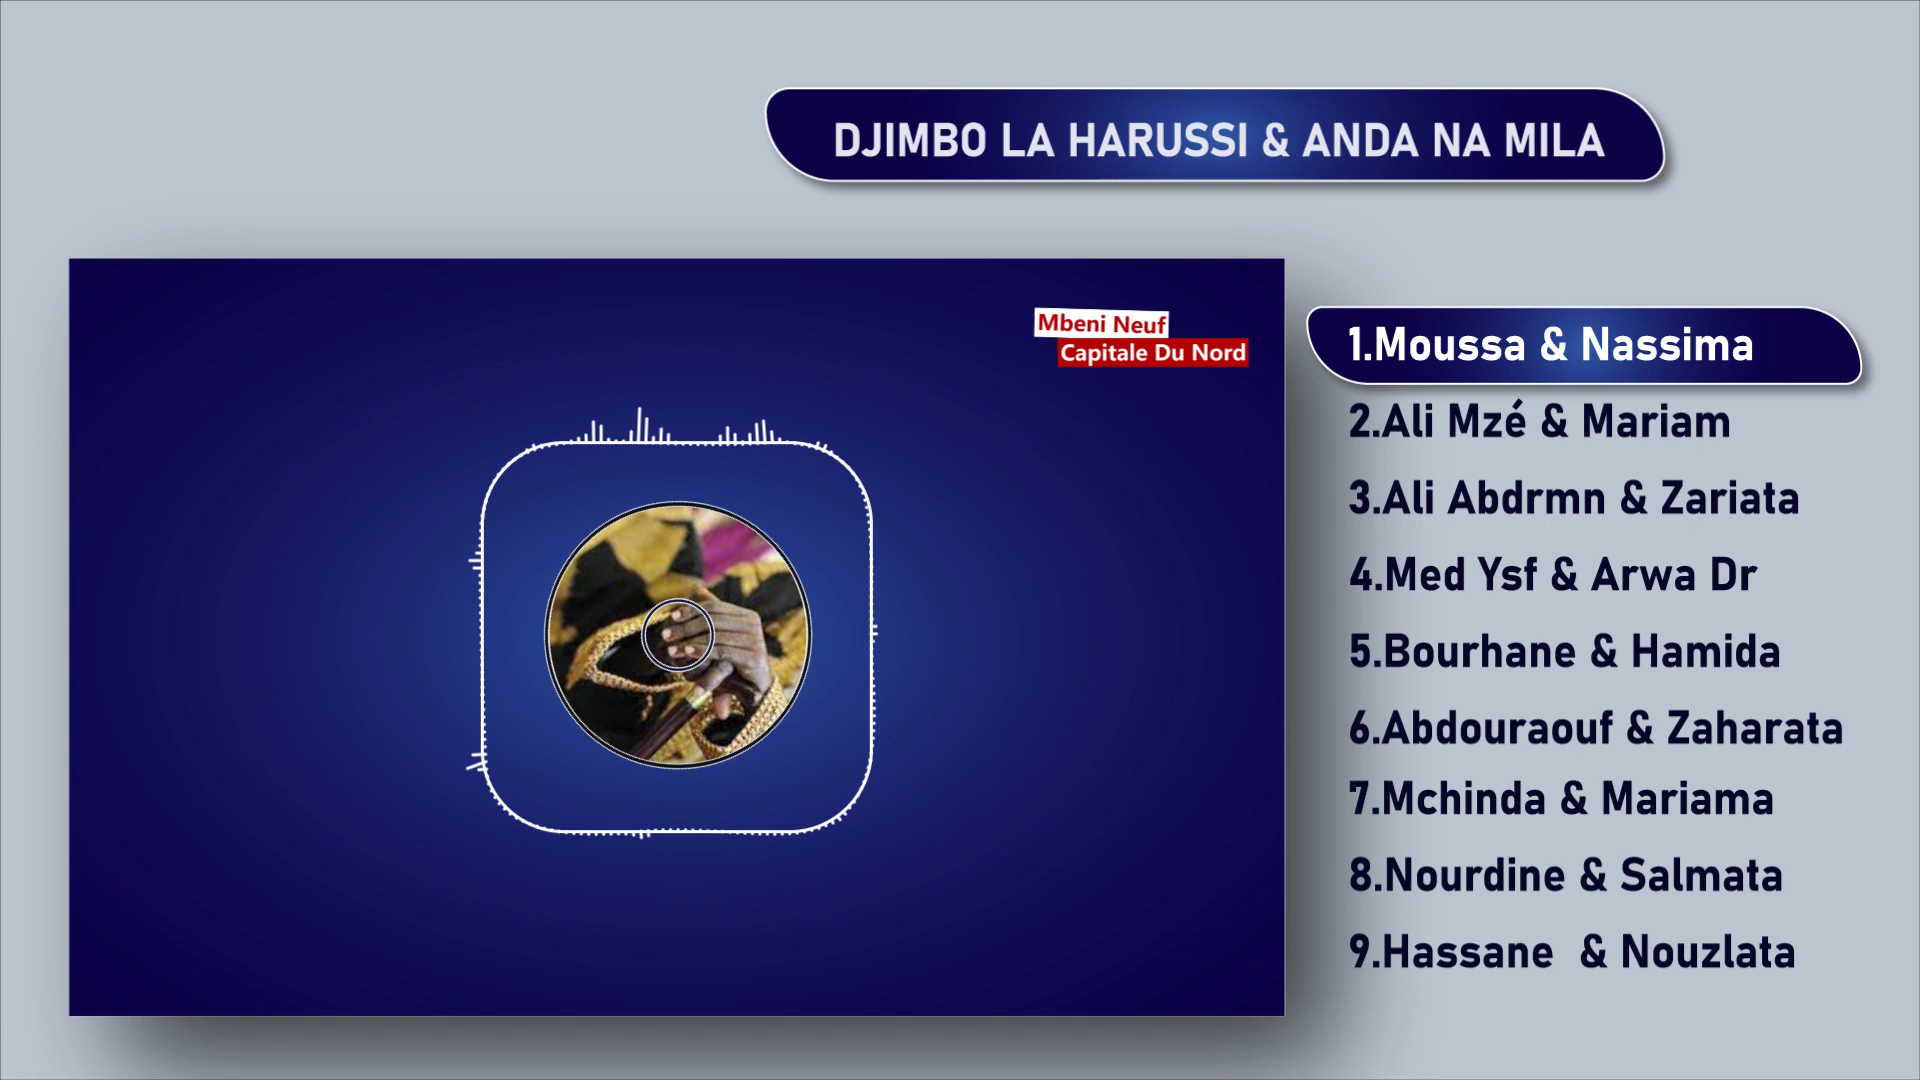 DJIMBO LA HARUSSI & ANDA NA MILA
Mbeni Neuf
Capitale Du Nord
1.Moussa & Nassima
2.Ali Mzé & Mariam
3.Ali Abdrmn & Zariata
4.Med Ysf & Arwa Dr
5.Bourhane & Hamida
6.Abdouraouf & Zaharata
7.Mchinda & Mariama
8.Nourdine & Salmata
9.Hassane & Nouzlata